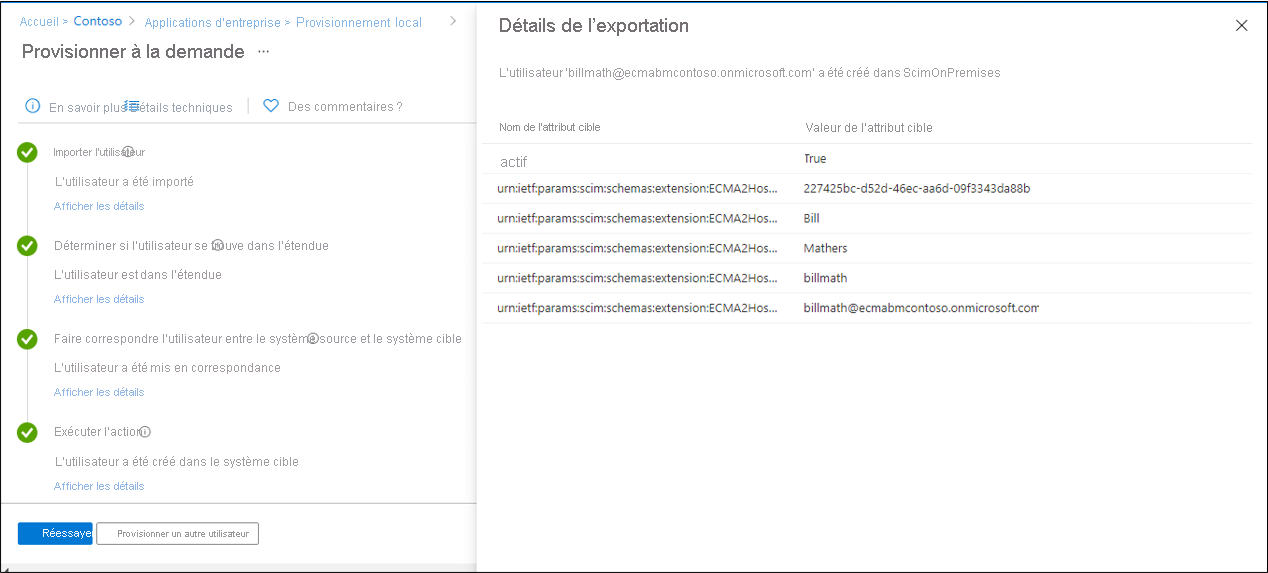 Accueil > Contoso > Applications d'entreprise > Provisionnement local >
Provisionner à la demande ...
En savoir plus Détails techniques Des commentaires ?
Importer l'utilisateur
L'utilisateur a été importé
Afficher les détails
Déterminer si l'utilisateur se trouve dans l'étendue
L'utilisateur est dans l'étendue
Afficher les détails
Faire correspondre l'utilisateur entre le système source et le système cible
L'utilisateur a été mis en correspondance
Afficher les détails
Exécuter l'action
L'utilisateur a été créé dans le système cible
Afficher les détails
Réessayer Provisionner un autre utilisateur
Détails de l'exportation
L'utilisateur 'billmath@ecmabmcontoso.onmicrosoft.com' a été créé dans ScimOnPremises
Nom de l'attribut cible Valeur de l'attribut cible
actif True
urn:ietf:params:scim:schemas:extension:ECMA2Hos... 227425bc-d52d-46ec-aa6d-09f3343da88b
urn:ietf:params:scim:schemas:extension:ECMA2Hos... Bill
urn:ietf:params:scim:schemas:extension:ECMA2Hos... Mathers
urn:ietf:params:scim:schemas:extension:ECMA2Hos... billmath
urn:ietf:params:scim:schemas:extension:ECMA2Hos... billmath@ecmabmcontoso.onmicrosoft.com